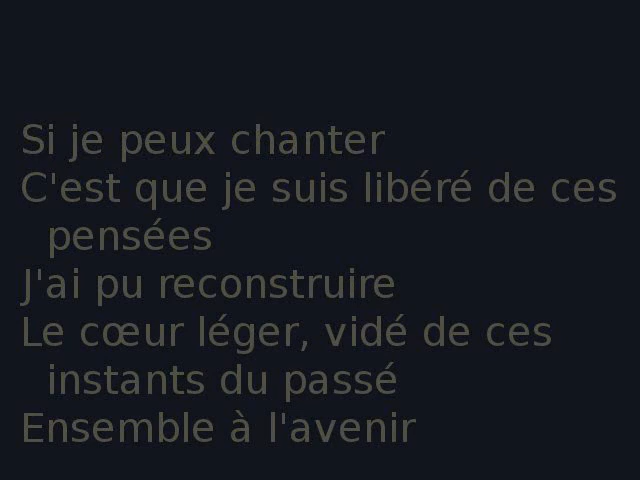 Si je peux chanter
C'est que je suis libéré de ces
pensées
J'ai pu reconstruire
Le cœur léger, vidé de ces
instants du passé
Ensemble à l'avenir